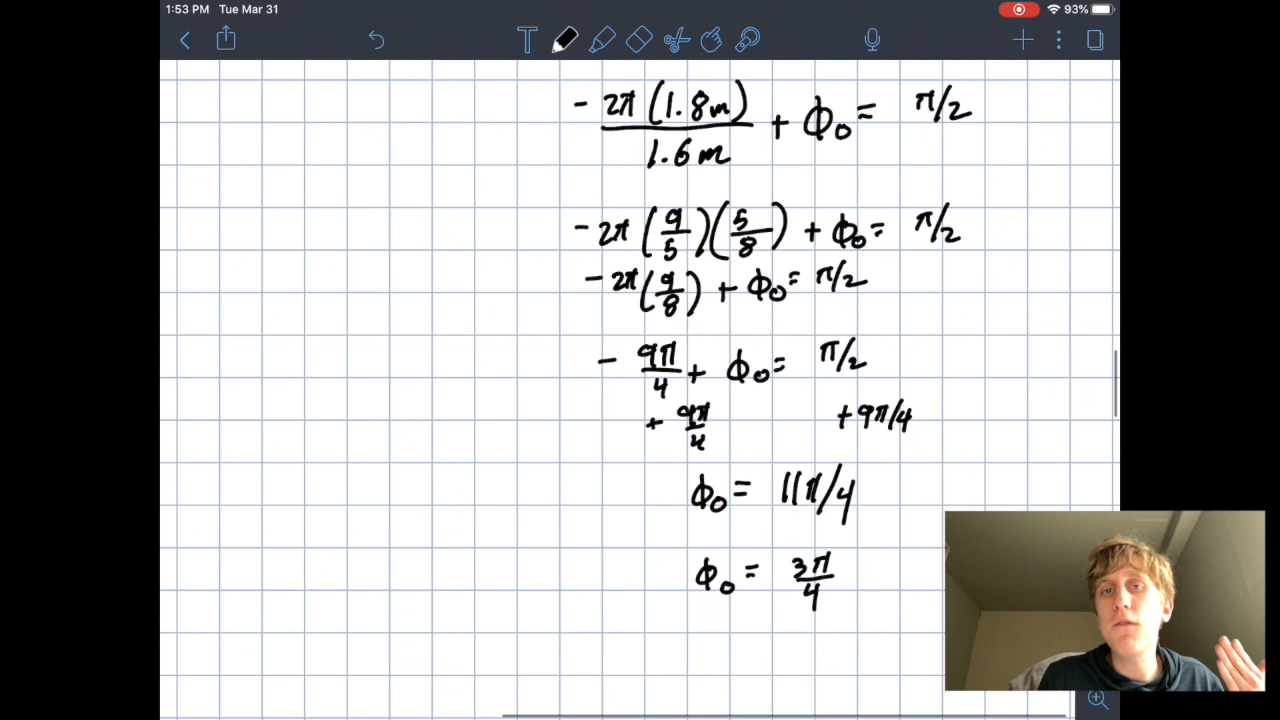 1:53 PM Tue Mar 31 93%
T
- 2π (1.8m) / 1.6m + ϕ₀ = π/2
- 2π (9/5)(5/8) + ϕ₀ = π/2
- 2π (9/8) + ϕ₀ = π/2
- 9π/4 + ϕ₀ = π/2
+ 9π/4 + 9π/4
ϕ₀ = 11π/4
ϕ₀ = 3π/4